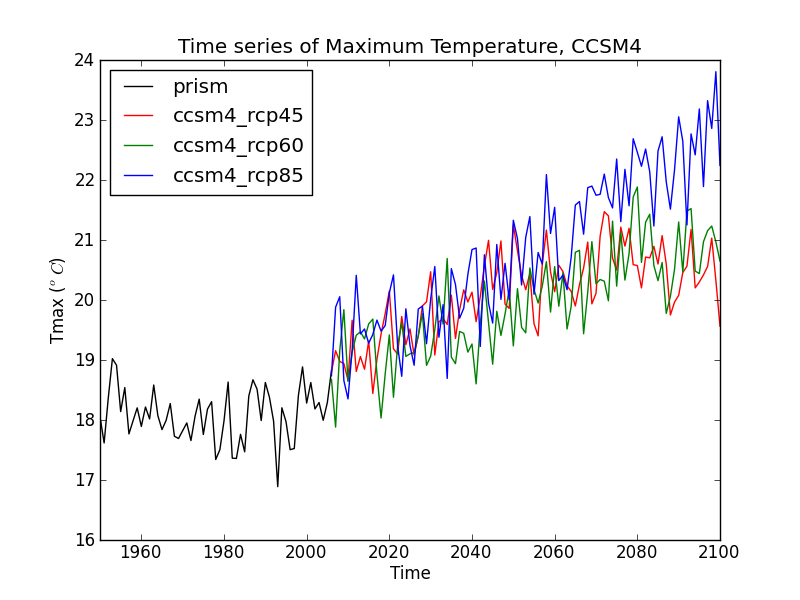 Time series of Maximum Temperature, CCSM4
prism
ccsm4_rcp45
ccsm4_rcp60
ccsm4_rcp85
Tmax (° C)
24
23
22
21
20
19
18
17
16
1960 1980 2000 2020 2040 2060 2080 2100
Time